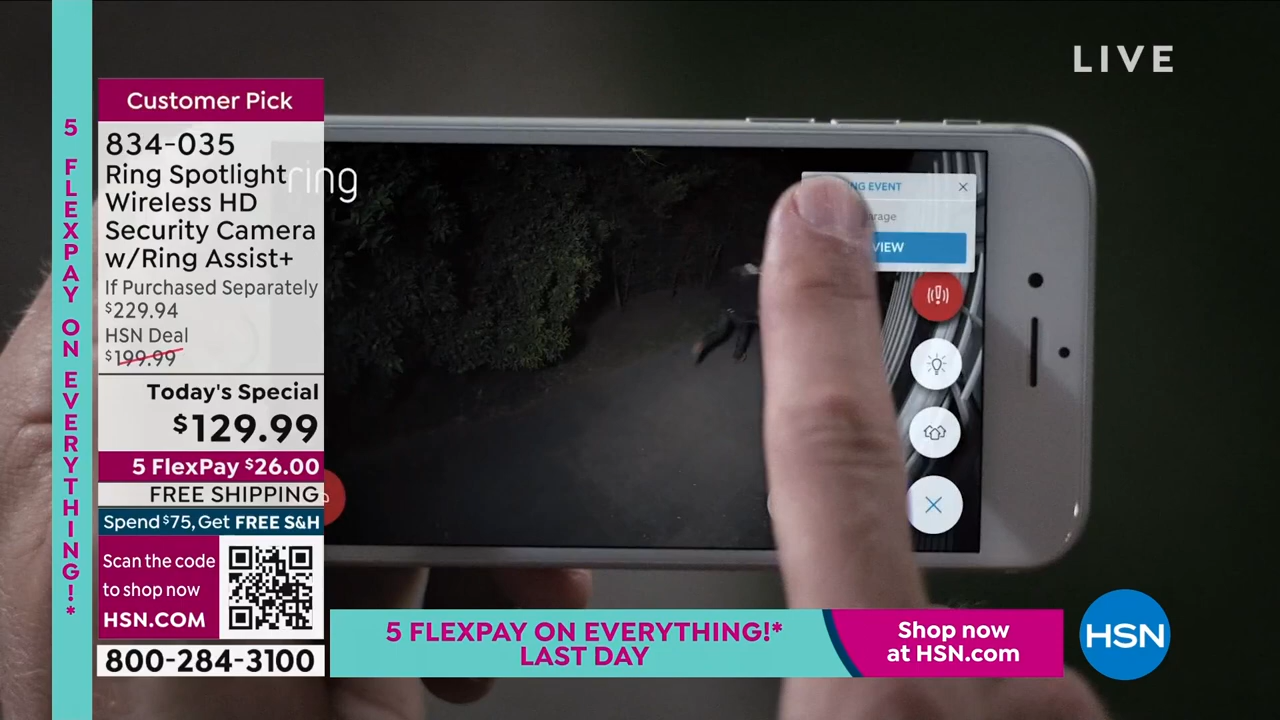 LIVE
5 FLEXPAY ON EVERYTHING!*
Customer Pick
834-035
Ring Spotlight
Wireless HD
Security Camera
w/Ring Assist+
If Purchased Separately
$229.94
HSN Deal
$199.99
Today's Special
$129.99
5 FlexPay $26.00
FREE SHIPPING
Spend $75, Get FREE S&H
Scan the code
to shop now
HSN.COM
800-284-3100
ring
EVENT
VIEW
5 FLEXPAY ON EVERYTHING!*
LAST DAY
Shop now
at HSN.com
HSN